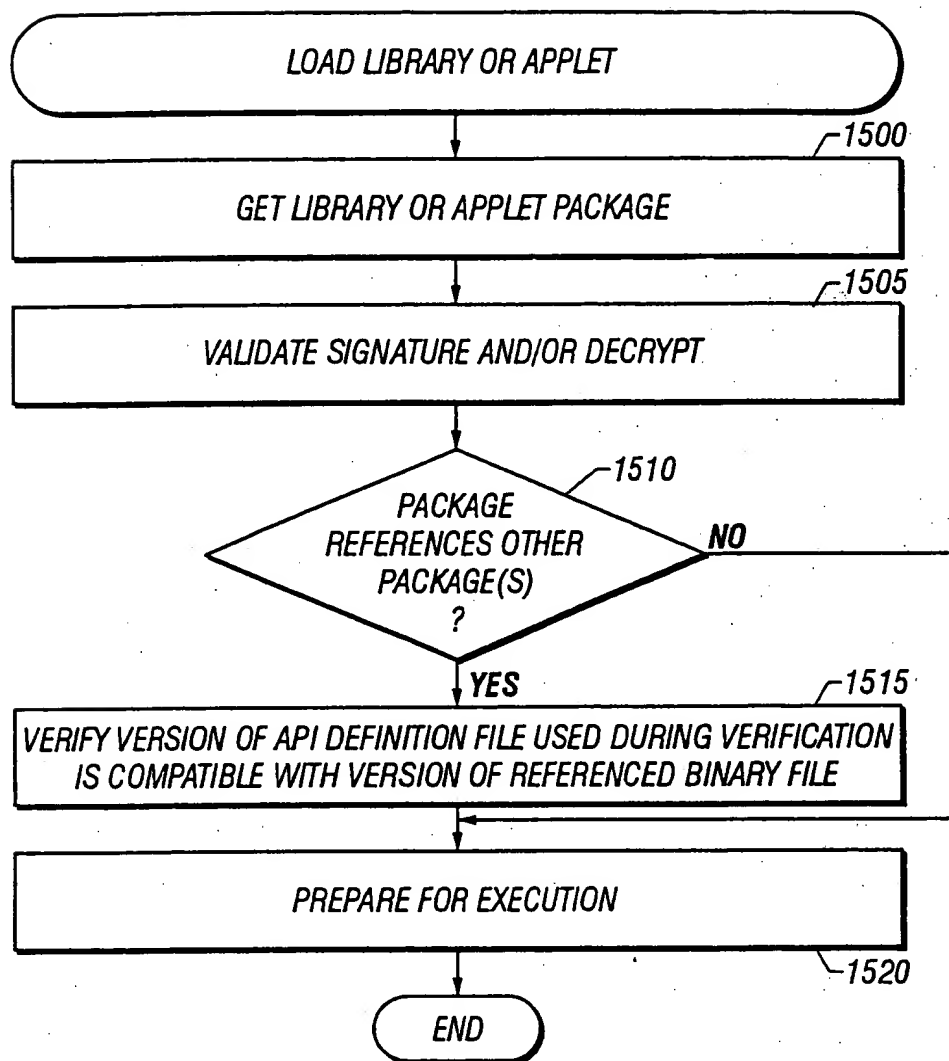 LOAD LIBRARY OR APPLET
1500
GET LIBRARY OR APPLET PACKAGE
1505
VALIDATE SIGNATURE AND/OR DECRYPT
1510
PACKAGE
REFERENCES OTHER
PACKAGE(S)
?
NO
YES
1515
VERIFY VERSION OF API DEFINITION FILE USED DURING VERIFICATION
IS COMPATIBLE WITH VERSION OF REFERENCED BINARY FILE
PREPARE FOR EXECUTION
1520
END